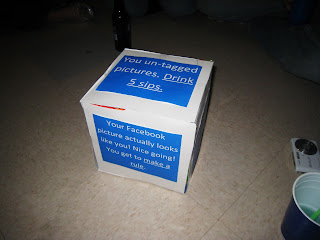 You un-tagged
pictures. Drink
5 sips.
Your Facebook
picture actually looks
like you! Nice going!
You get to make a
rule.